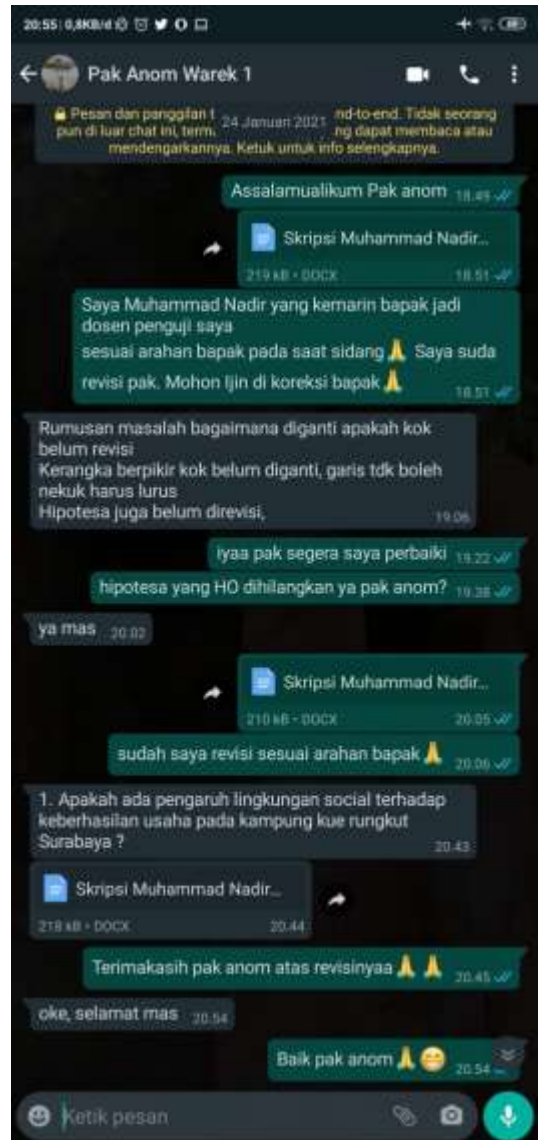 20:55 | 0,8KB/d
Pak Anom Warek 1
Pesan dan panggilan t
nd-to-end. Tidak seorang
24 Januari 2021
pun di luar chat ini, term.
ng dapat membaca atau
mendengarkannya. Ketuk untuk info selengkapnya.
Assalamualikum Pak anom 18.49
Skripsi Muhammad Nadir...
219 kB • DOCX 18.51
Saya Muhammad Nadir yang kemarin bapak jadi
dosen penguji saya
sesuai arahan bapak pada saat sidang🙏 Saya suda
revisi pak. Mohon Ijin di koreksi bapak🙏
18.51
Rumusan masalah bagaimana diganti apakah kok
belum revisi
Kerangka berpikir kok belum diganti, garis tdk boleh
nekuk harus lurus
Hipotesa juga belum direvisi,
19.06
iyaa pak segera saya perbaiki 19.22
hipotesa yang HO dihilangkan ya pak anom? 19.38
ya mas 20.02
Skripsi Muhammad Nadir...
210 kB • DOCX 20.05
sudah saya revisi sesuai arahan bapak🙏 20.06
1. Apakah ada pengaruh lingkungan social terhadap
keberhasilan usaha pada kampung kue rungkut
Surabaya ?
20.43
Skripsi Muhammad Nadir...
218 kB • DOCX 20.44
Terimakasih pak anom atas revisinyaa🙏🙏 20.45
oke, selamat mas 20.54
Baik pak anom🙏😁 20.54
Ketik pesan